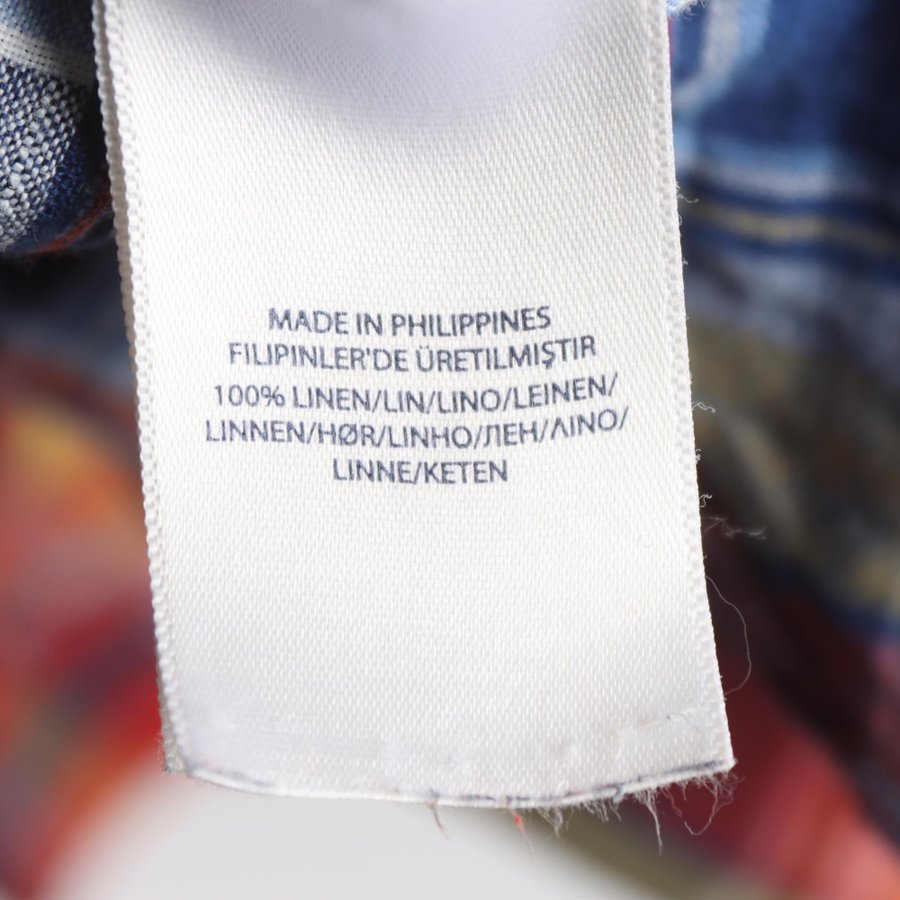 MADE IN PHILIPPINES
FILIPINLER'DE ÜRETILMIŞTIR
100% LINEN/LIN/LINO/LEINEN/
LINNEN/HØR/LINHO/ЛЕН/ΛΙΝΟ/
LINNE/KETEN